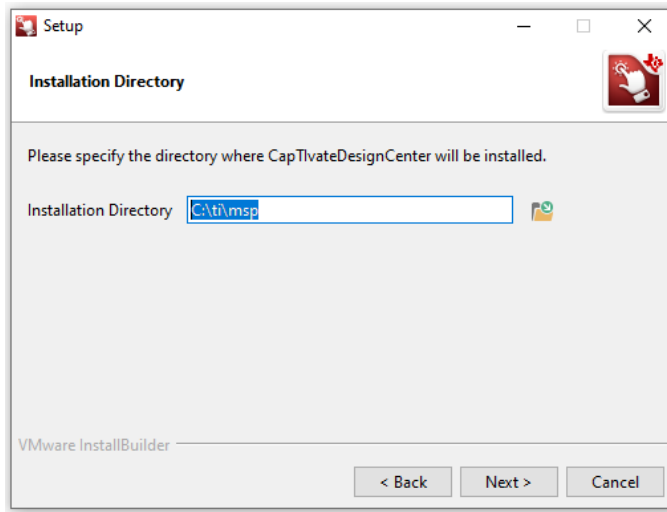 Setup
Installation Directory
Please specify the directory where CapTIvateDesignCenter will be installed.
Installation Directory C:\ti\msp
VMware InstallBuilder
< Back Next > Cancel